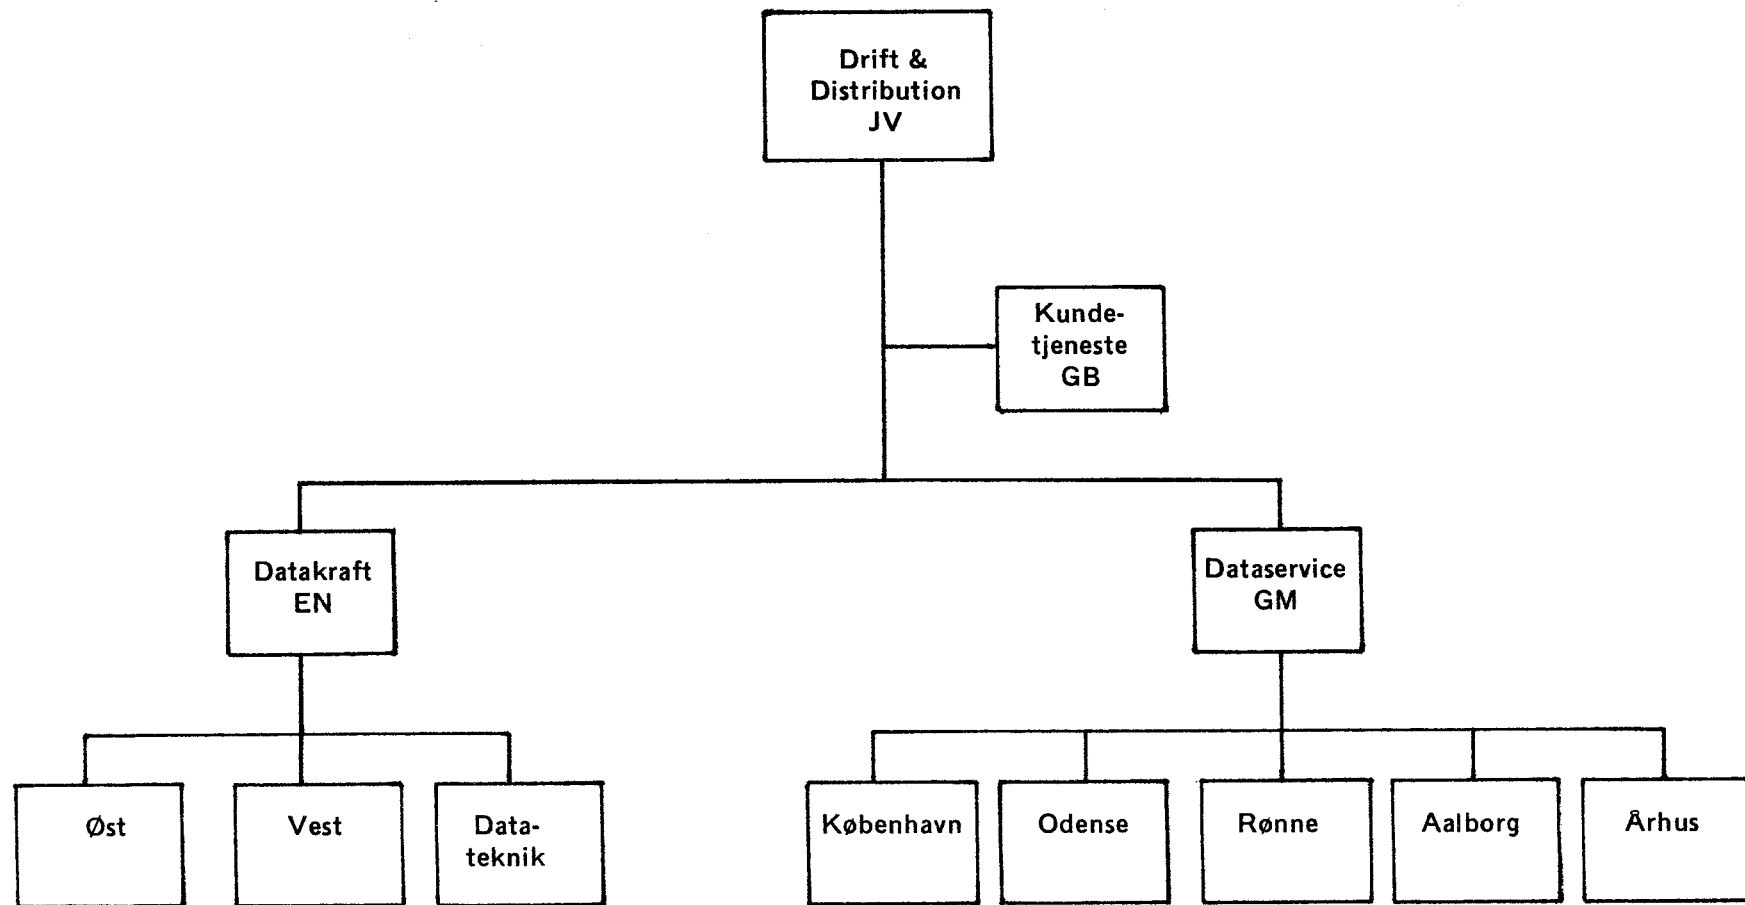 Drift &
Distribution
JV
Kunde-
tjeneste
GB
Datakraft
EN
Dataservice
GM
Øst
Vest
Data-
teknik
København
Odense
Rønne
Aalborg
Århus